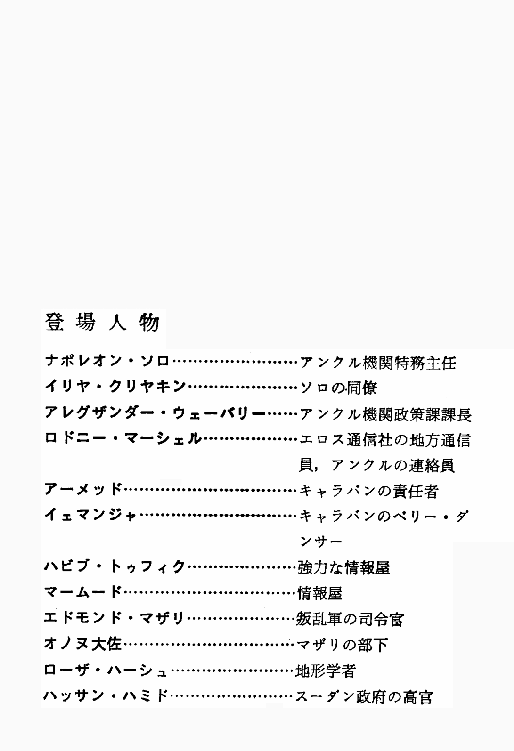 登場人物
ナポレオン・ソロ……………………アンクル機関特務主任
イリヤ・クリヤキン…………………ソロの同僚
アレグザンダー・ウェーバリー……アンクル機関政策課課長
ロドニー・マーシェル………………エロス通信社の地方通信
員，アンクルの連絡員
アーメッド……………………………キャラバンの責任者
イェマンジャ…………………………キャラバンのベリー・ダ
ンサー
ハビブ・トゥフィク…………………強力な情報屋
マームード……………………………情報屋
エドモンド・マザリ…………………叛乱軍の司令官
オノヌ大佐……………………………マザリの部下
ローザ・ハーシュ……………………地形学者
ハッサン・ハミド……………………スーダン政府の高官